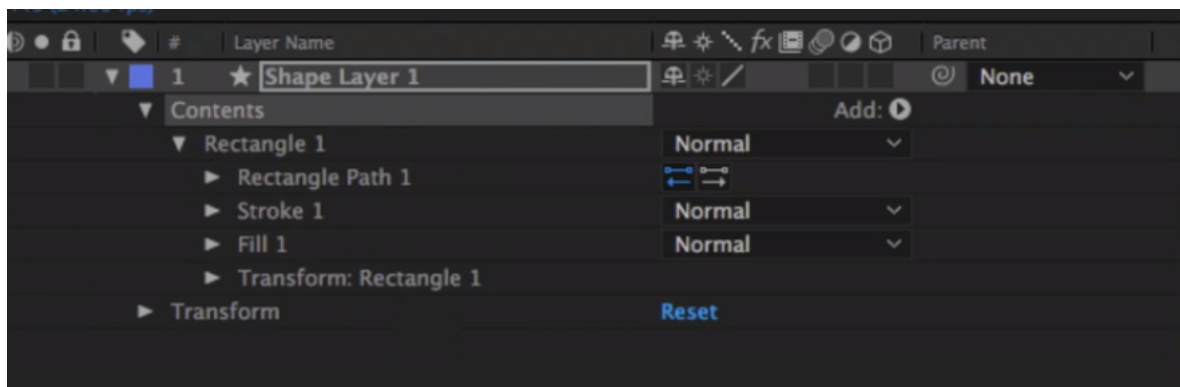 # Layer Name fx Parent
1 Shape Layer 1 None
Contents Add:
Rectangle 1 Normal
Rectangle Path 1
Stroke 1 Normal
Fill 1 Normal
Transform: Rectangle 1
Transform Reset